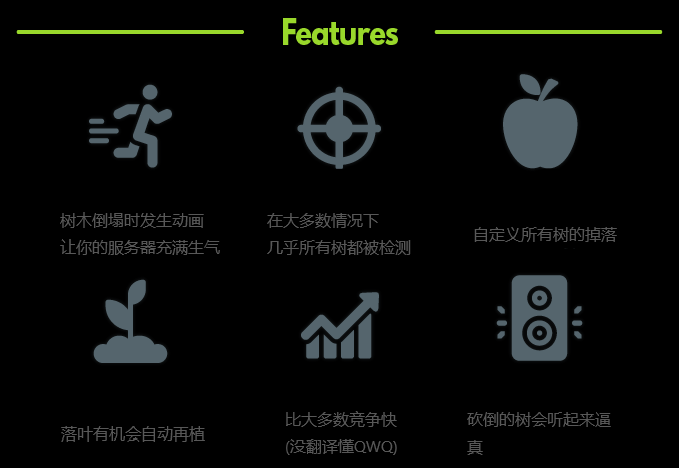 Features
树木倒塌时发生动画
让你的服务器充满生气
在大多数情况下
几乎所有树都被检测
自定义所有树的掉落
落叶有机会自动再植
比大多数竞争快
(没翻译懂QWQ)
砍倒的树会听起来逼
真